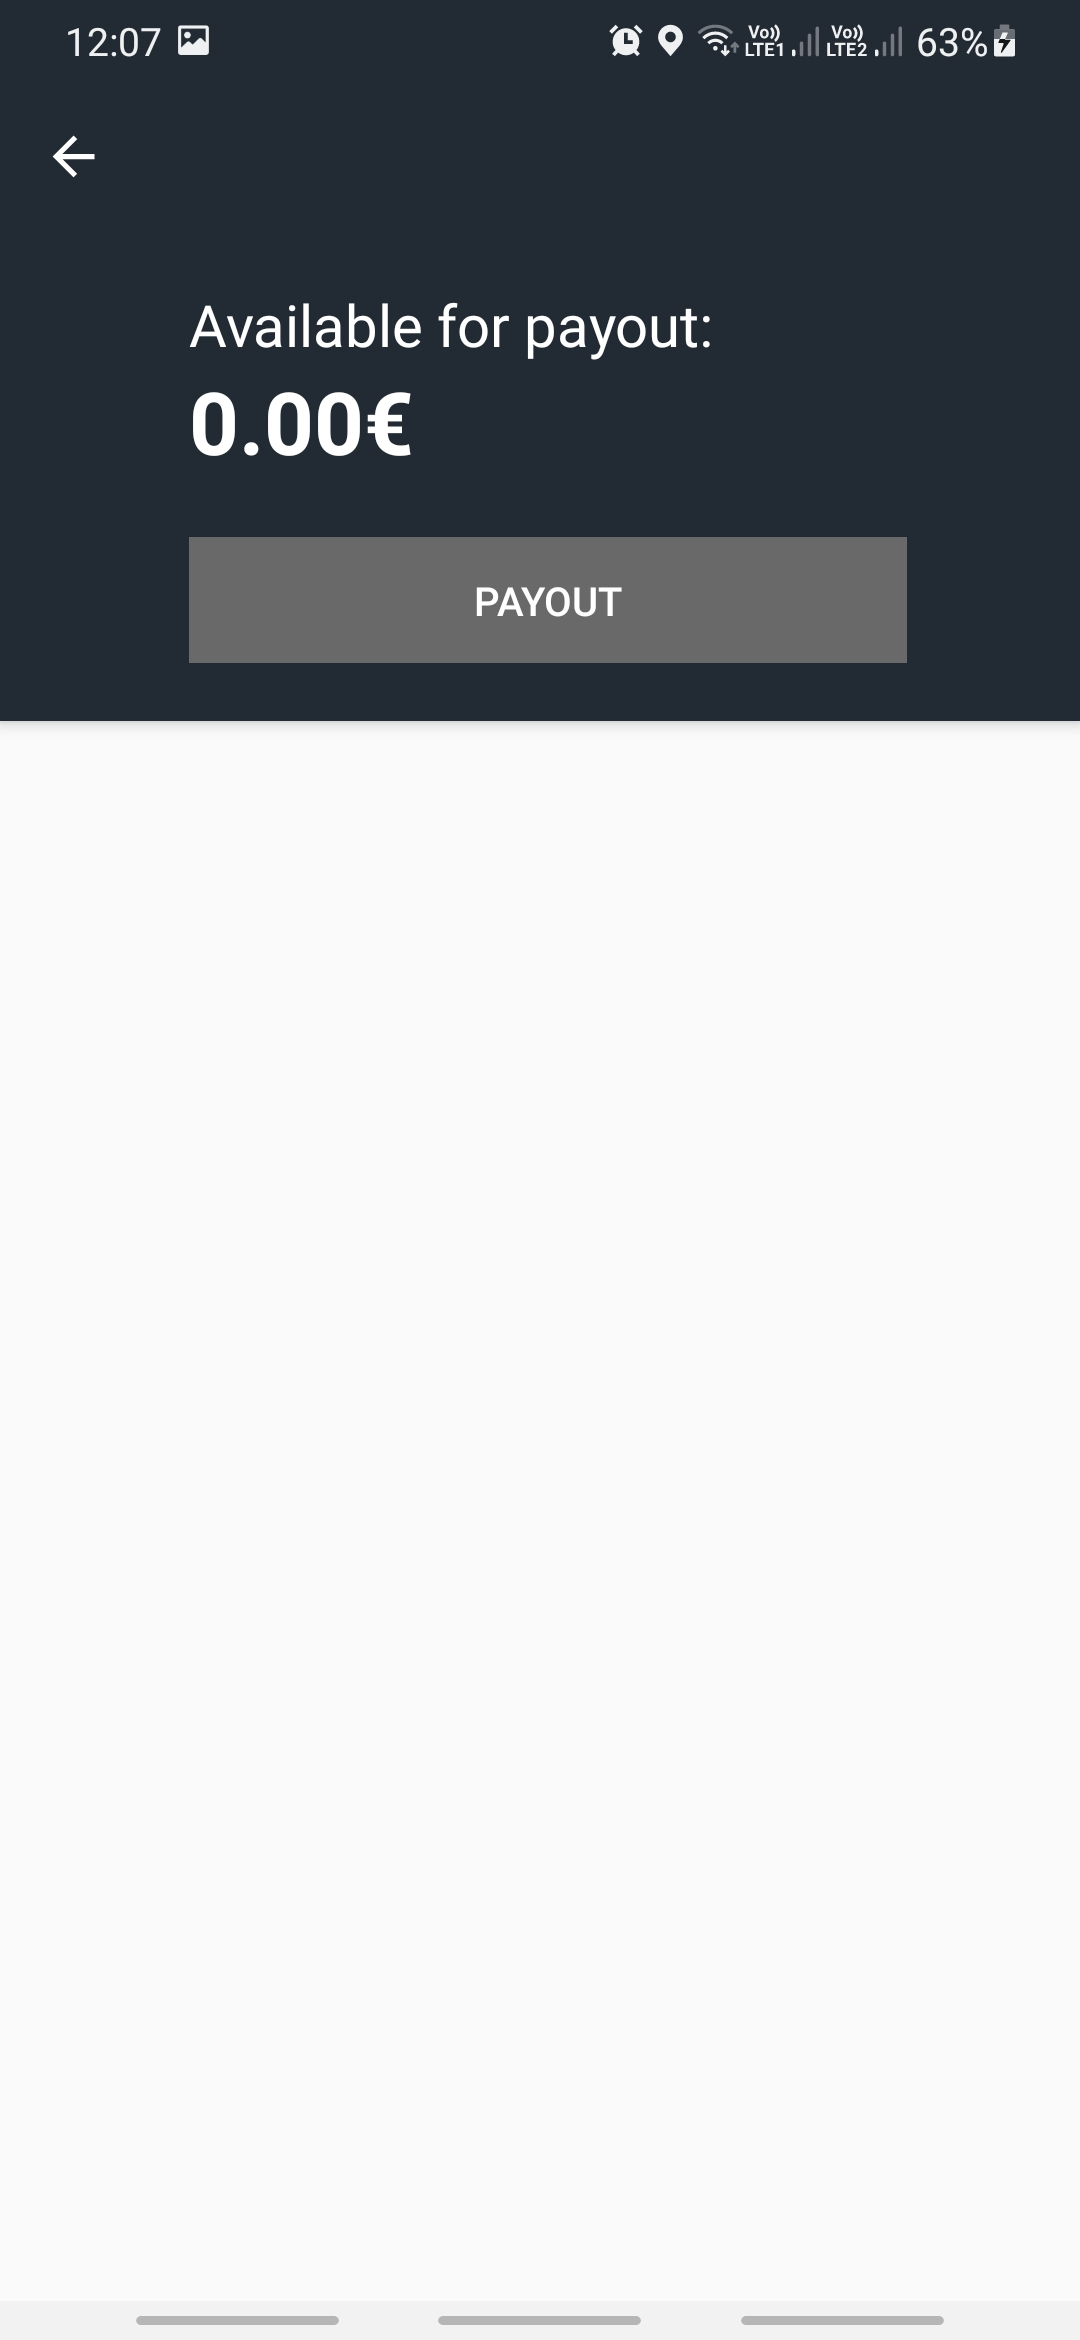 12:07 Vo)) LTE1 Vo)) LTE2 63%
Available for payout:
0.00€
PAYOUT